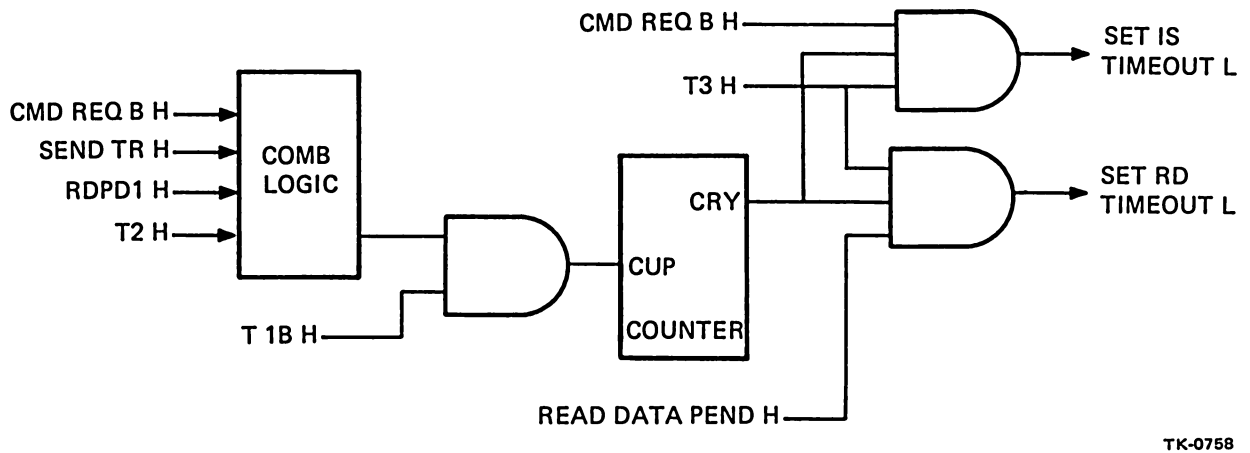 CMD REQ B H
SET IS
TIMEOUT L
T3 H
CMD REQ B H
SEND TR H
RDPD1 H
T2 H
COMB
LOGIC
CRY
SET RD
TIMEOUT L
CUP
COUNTER
T 1B H
READ DATA PEND H
TK-0758